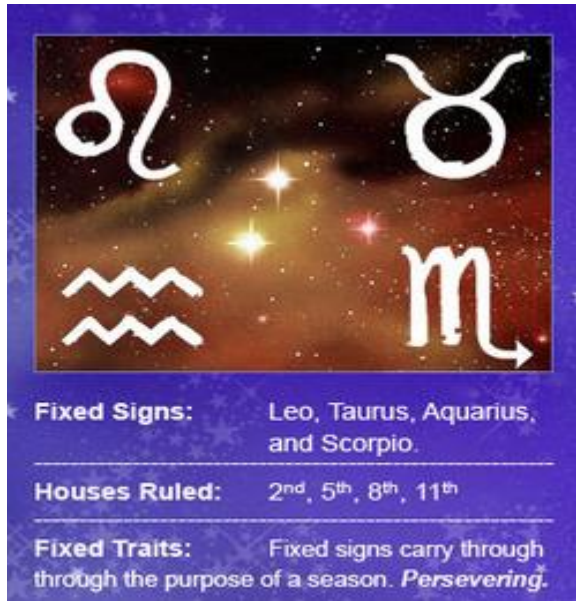 Fixed Signs: Leo, Taurus, Aquarius,
and Scorpio.
Houses Ruled: 2nd, 5th, 8th, 11th
Fixed Traits: Fixed signs carry through
through the purpose of a season. Persevering.